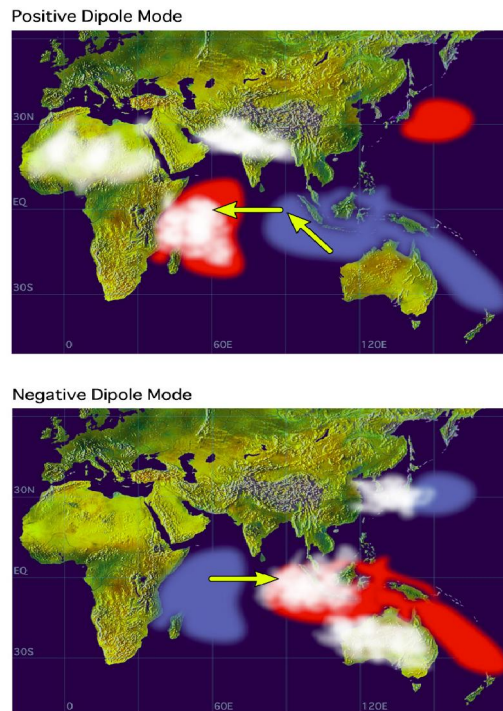 Positive Dipole Mode
30N
EQ
30S
0 60E 120E
Negative Dipole Mode
30N
EQ
30S
0 60E 120E